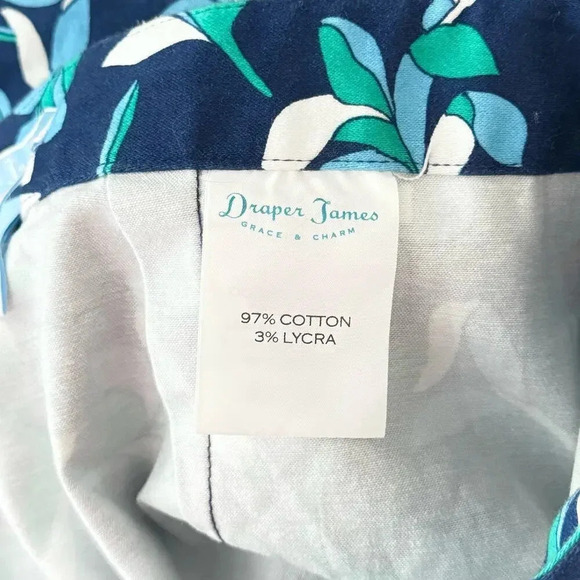 Draper James
GRACE & CHARM
97% COTTON
3% LYCRA